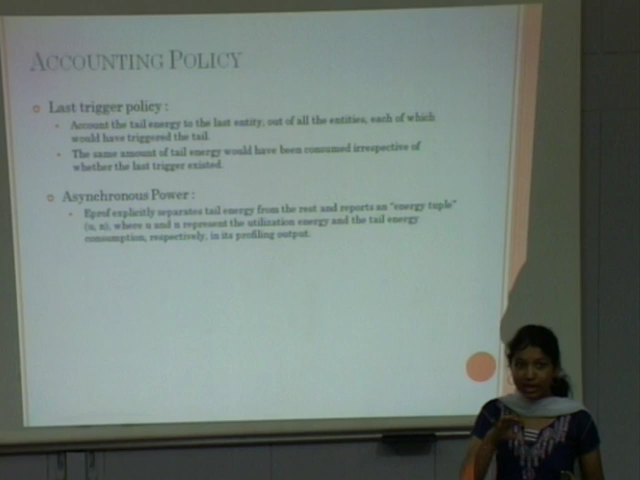 ACCOUNTING POLICY
Last trigger policy :
Account the tail energy to the last entity, out of all the entities, each of which
would have triggered the tail.
The same amount of tail energy would have been consumed irrespective of
whether the last trigger existed.
Asynchronous Power :
Eprof explicitly separates tail energy from the rest and reports an "energy tuple"
(u, n), where u and n represent the utilization energy and the tail energy
consumption, respectively, in its profiling output.